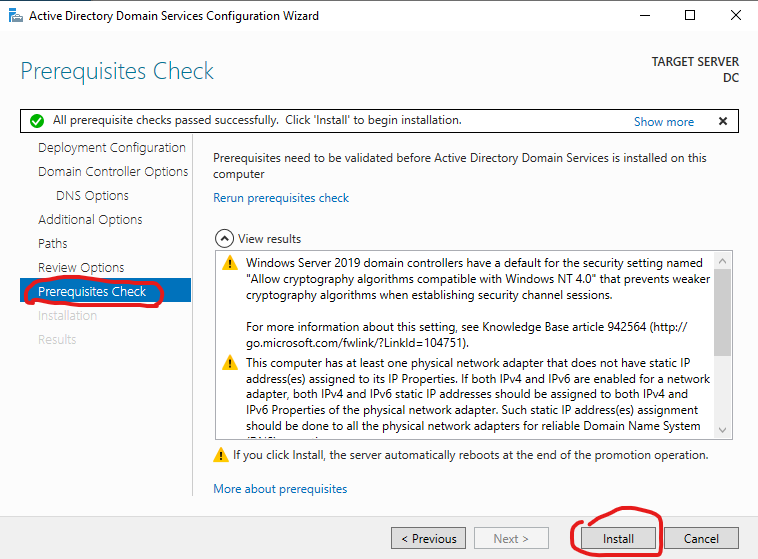 Active Directory Domain Services Configuration Wizard
Prerequisites Check
TARGET SERVER
DC
All prerequisite checks passed successfully. Click 'Install' to begin installation.
Show more
Deployment Configuration
Domain Controller Options
DNS Options
Additional Options
Paths
Review Options
Prerequisites Check
Installation
Results
Prerequisites need to be validated before Active Directory Domain Services is installed on this
computer
Rerun prerequisites check
View results
Windows Server 2019 domain controllers have a default for the security setting named
"Allow cryptography algorithms compatible with Windows NT 4.0" that prevents weaker
cryptography algorithms when establishing security channel sessions.
For more information about this setting, see Knowledge Base article 942564 (http://
go.microsoft.com/fwlink/?LinkId=104751).
This computer has at least one physical network adapter that does not have static IP
address(es) assigned to its IP Properties. If both IPv4 and IPv6 are enabled for a network
adapter, both IPv4 and IPv6 static IP addresses should be assigned to both IPv4 and
IPv6 Properties of the physical network adapter. Such static IP address(es) assignment
should be done to all the physical network adapters for reliable Domain Name System
If you click Install, the server automatically reboots at the end of the promotion operation.
More about prerequisites
< Previous
Next >
Install
Cancel